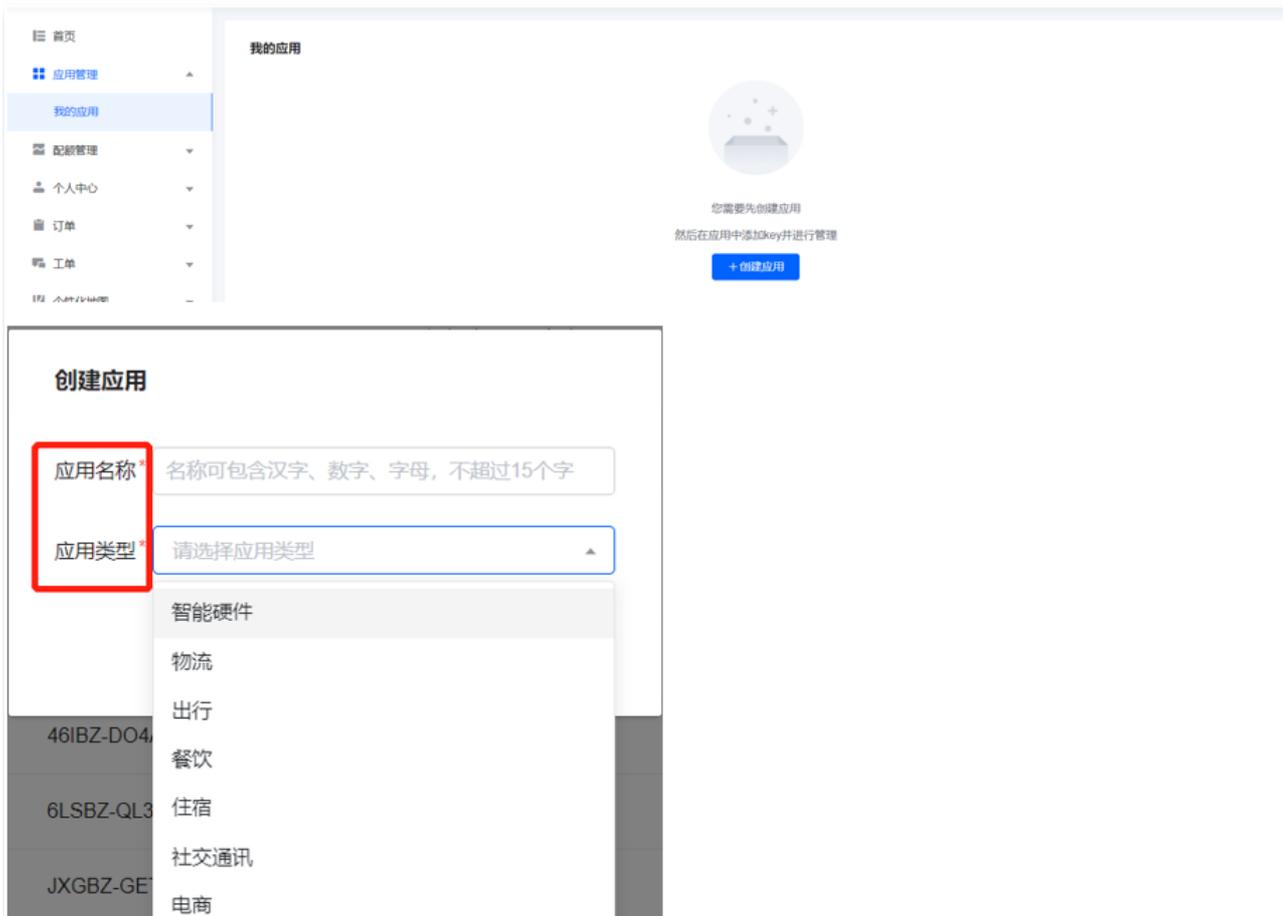 首页
我的应用
应用管理
我的应用
配额管理
个人中心
您需要先创建应用
订单
然后在应用中添加key并进行管理
工单
+创建应用
个性化地图
创建应用
应用名称* 名称可包含汉字、数字、字母，不超过15个字
应用类型* 请选择应用类型
智能硬件
物流
出行
46IBZ-DO4
餐饮
6LSBZ-QL3
住宿
社交通讯
JXGBZ-GE
电商